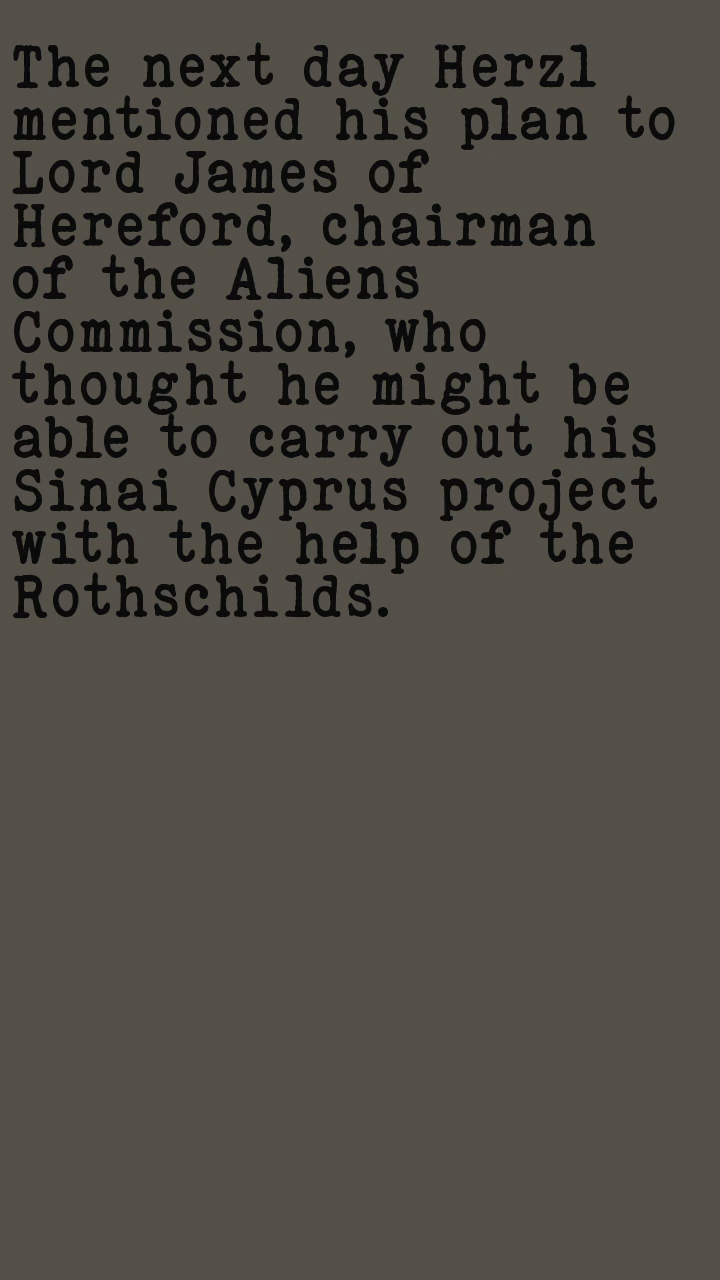 The next day Herzl
mentioned his plan to
Lord James of
Hereford, chairman
of the Aliens
Commission, who
thought he might be
able to carry out his
Sinai Cyprus project
with the help of the
Rothschilds.